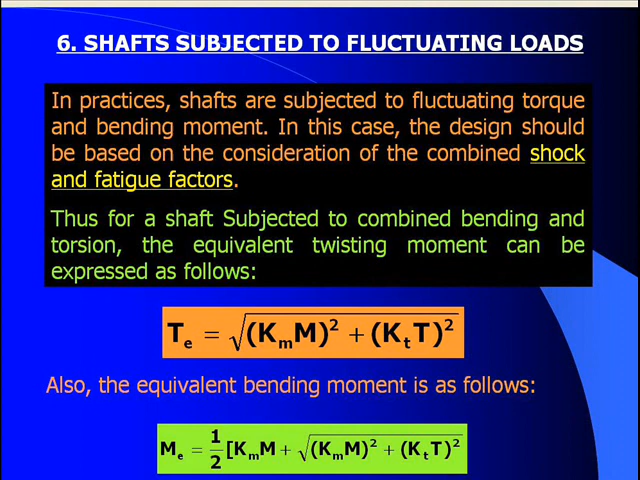 6. SHAFTS SUBJECTED TO FLUCTUATING LOADS
In practices, shafts are subjected to fluctuating torque
and bending moment. In this case, the design should
be based on the consideration of the combined shock
and fatigue factors.
Thus for a shaft Subjected to combined bending and
torsion, the equivalent twisting moment can be
expressed as follows:
Tₑ = √(KₘM)² + (KₜT)²
Also, the equivalent bending moment is as follows:
Mₑ = 1/2 [KₘM + √(KₘM)² + (KₜT)²